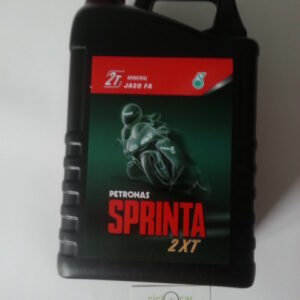 2T MINERAL
JASO FA
PETRONAS
SPRINTA
2XT